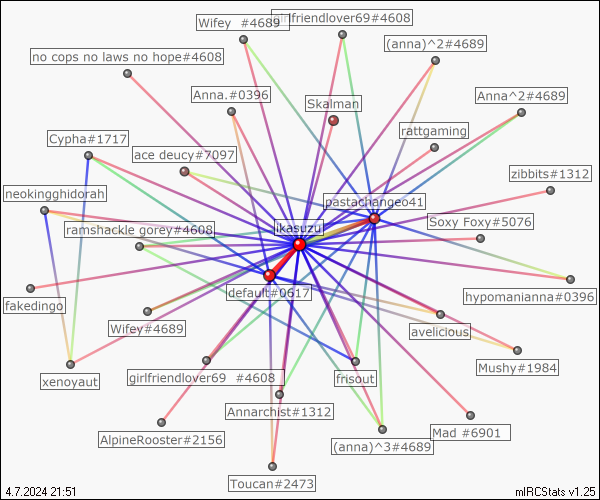 Wifey #4689
girlfriendlover69#4608
(anna)^2#4689
no cops no laws no hope#4608
Anna.#0396
Skalman
Anna^2#4689
rattgaming
Cypha#1717
ace deucy#7097
zibbits#1312
neokingghidorah
pastachangeo41
ramshackle gorey#4608
ikasuzu
Soxy Foxy#5076
fakedingo
default#0617
hypomanianna#0396
Wifey#4689
avelicious
xenoyaut
girlfriendlover69 #4608
frisout
Mushy#1984
Annarchist#1312
AlpineRooster#2156
(anna)^3#4689
Mad #6901
Toucan#2473
4.7.2024 21:51
mIRCStats v1.25